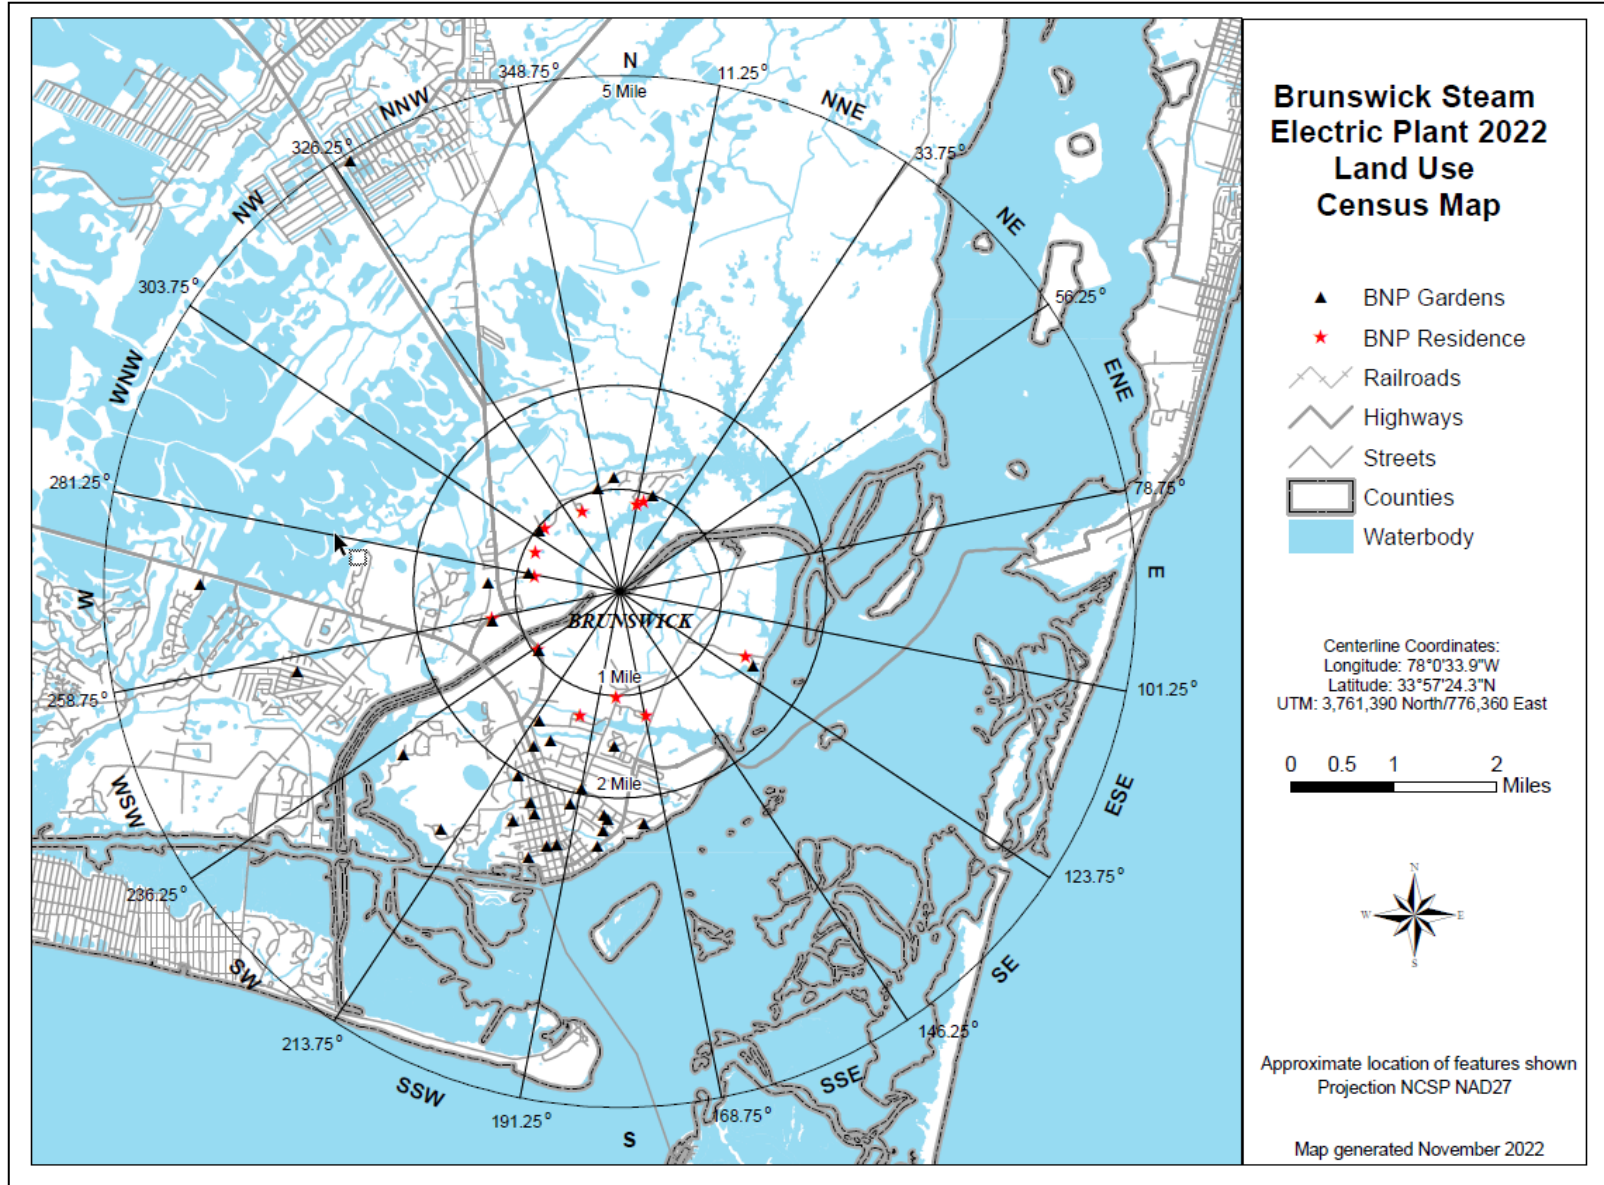 Brunswick Steam
Electric Plant 2022
Land Use
Census Map
BNP Gardens
BNP Residence
Railroads
Highways
Streets
Counties
Waterbody
Centerline Coordinates:
Longitude: 78°0'33.9"W
Latitude: 33°57'24.3"N
UTM: 3,761,390 North/776,360 East
0 0.5 1 2
Miles
N
W E
S
Approximate location of features shown
Projection NCSP NAD27
Map generated November 2022
N
348.75°
11.25°
5 Mile
NNW
NNE
326.25°
33.75°
NW
NE
303.75°
56.25°
WNW
ENE
281.25°
78.75°
W
E
BRUNSWICK
1 Mile
258.75°
101.25°
2 Mile
WSW
ESE
236.25°
123.75°
SW
SE
213.75°
146.25°
SSW
SSE
191.25°
168.75°
S